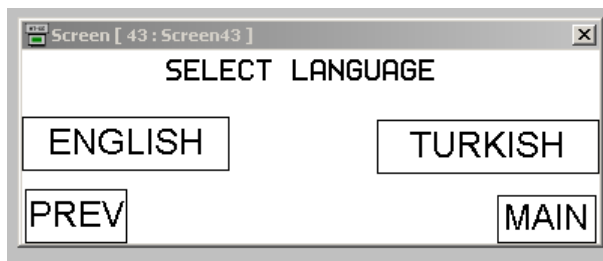 Screen [ 43 : Screen43 ]
SELECT LANGUAGE
ENGLISH TURKISH
PREV MAIN